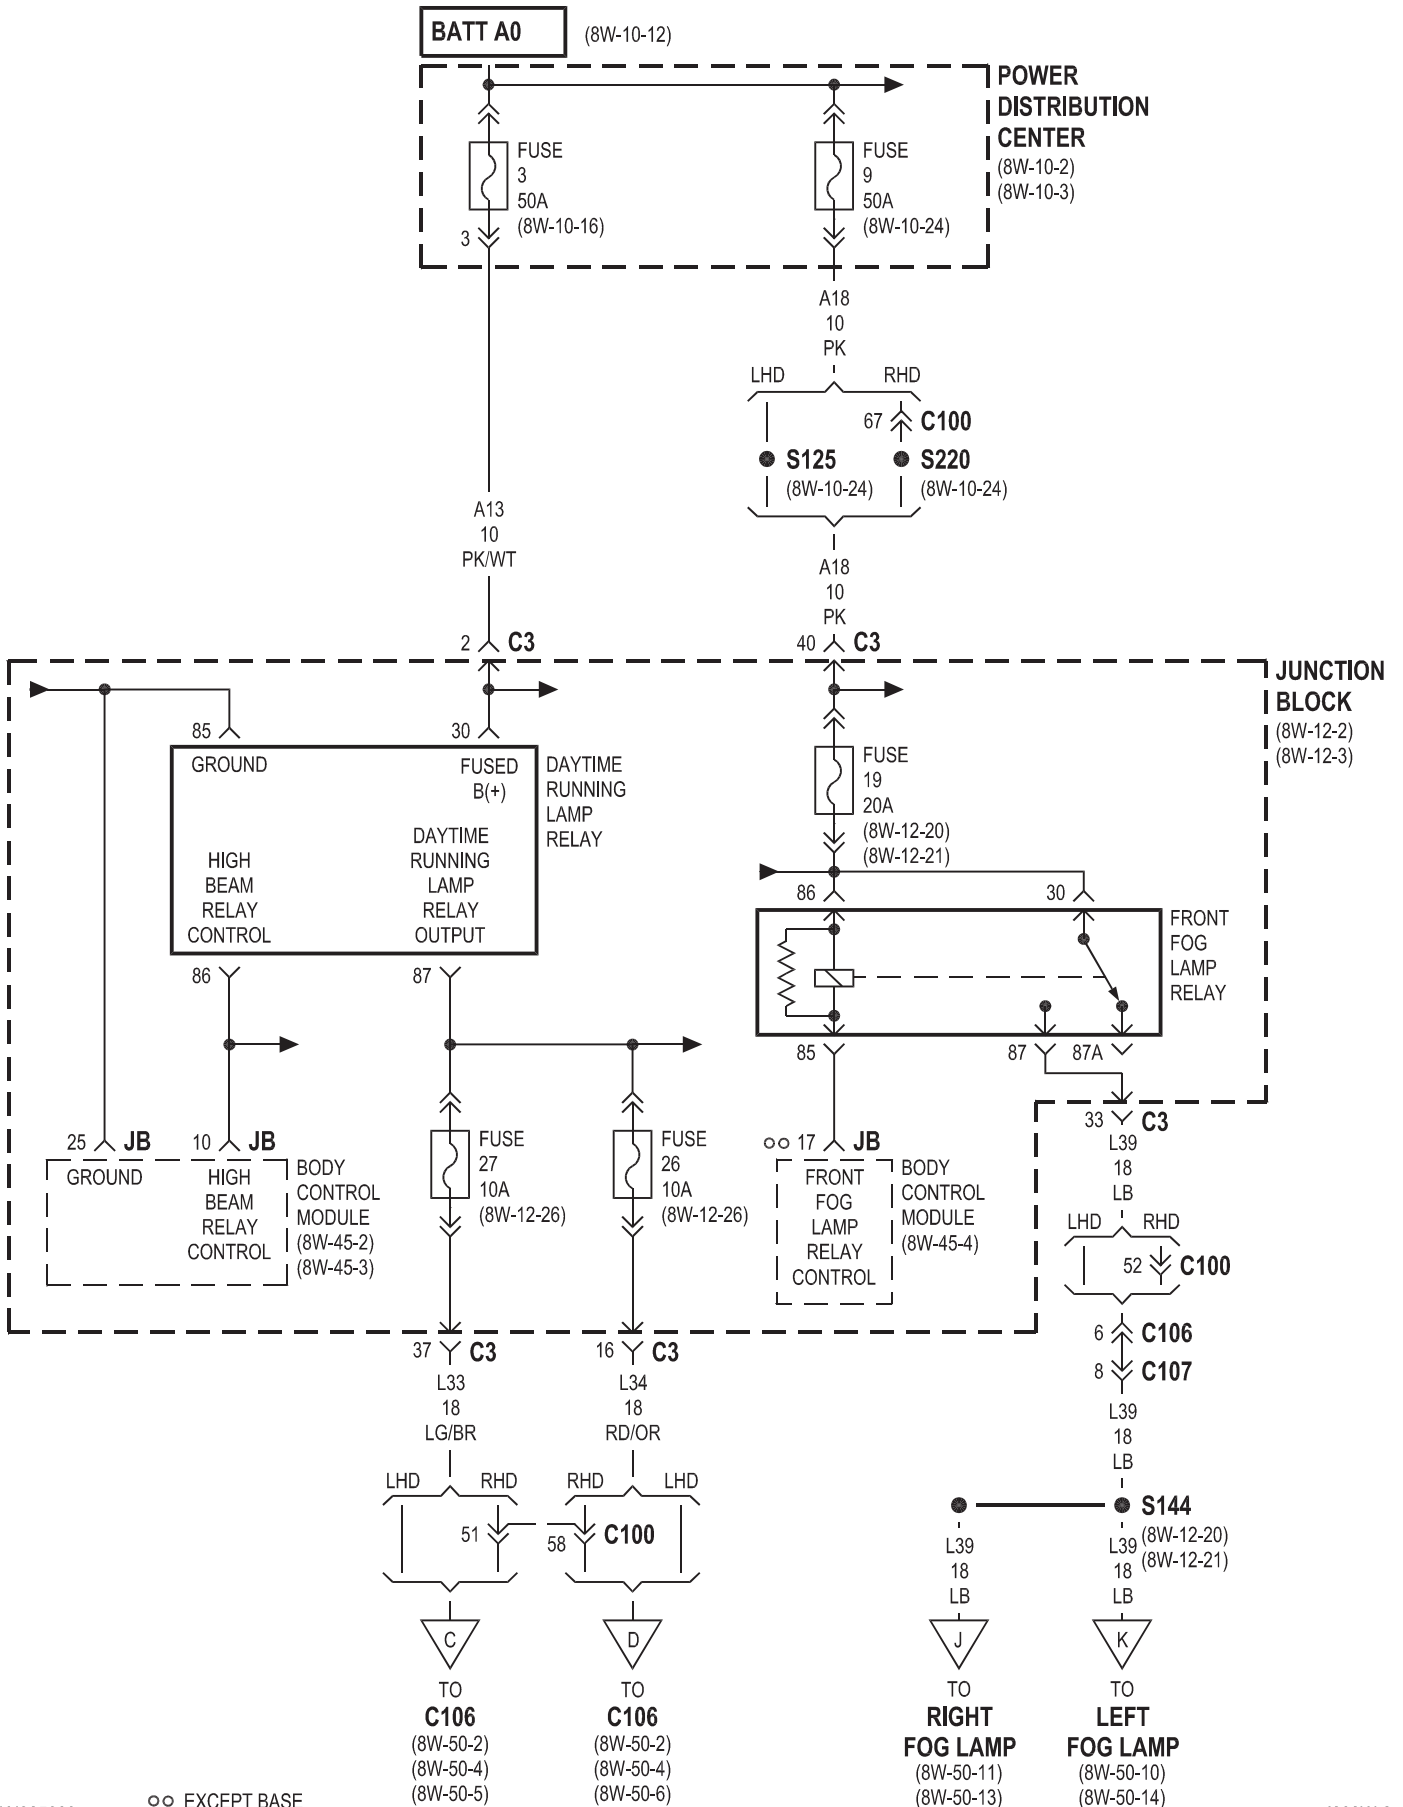 BATT A0
(8W-10-12)
POWER
DISTRIBUTION
CENTER
(8W-10-2)
(8W-10-3)
FUSE
3
50A
(8W-10-16)
3
FUSE
9
50A
(8W-10-24)
A18
10
PK
LHD
RHD
67
C100
S125
(8W-10-24)
S220
(8W-10-24)
A13
10
PK/WT
A18
10
PK
2
C3
40
C3
JUNCTION
BLOCK
(8W-12-2)
(8W-12-3)
85
30
GROUND
FUSED
B(+)
DAYTIME
RUNNING
LAMP
RELAY
HIGH
BEAM
RELAY
CONTROL
DAYTIME
RUNNING
LAMP
RELAY
OUTPUT
86
87
FUSE
19
20A
(8W-12-20)
(8W-12-21)
86
30
FRONT
FOG
LAMP
RELAY
85
87
87A
33
C3
25
JB
10
JB
GROUND
HIGH
BEAM
RELAY
CONTROL
BODY
CONTROL
MODULE
(8W-45-2)
(8W-45-3)
FUSE
27
10A
(8W-12-26)
FUSE
26
10A
(8W-12-26)
17
JB
FRONT
FOG
LAMP
RELAY
CONTROL
BODY
CONTROL
MODULE
(8W-45-4)
L39
18
LB
LHD
RHD
52
C100
6
C106
8
C107
L39
18
LB
37
C3
16
C3
L33
18
LG/BR
L34
18
RD/OR
LHD
RHD
RHD
LHD
51
58
C100
S144
(8W-12-20)
(8W-12-21)
L39
18
LB
L39
18
LB
C
D
J
K
TO
C106
(8W-50-2)
(8W-50-4)
(8W-50-5)
TO
C106
(8W-50-2)
(8W-50-4)
(8W-50-6)
TO
RIGHT
FOG LAMP
(8W-50-11)
(8W-50-13)
TO
LEFT
FOG LAMP
(8W-50-10)
(8W-50-14)
EXCEPT BASE